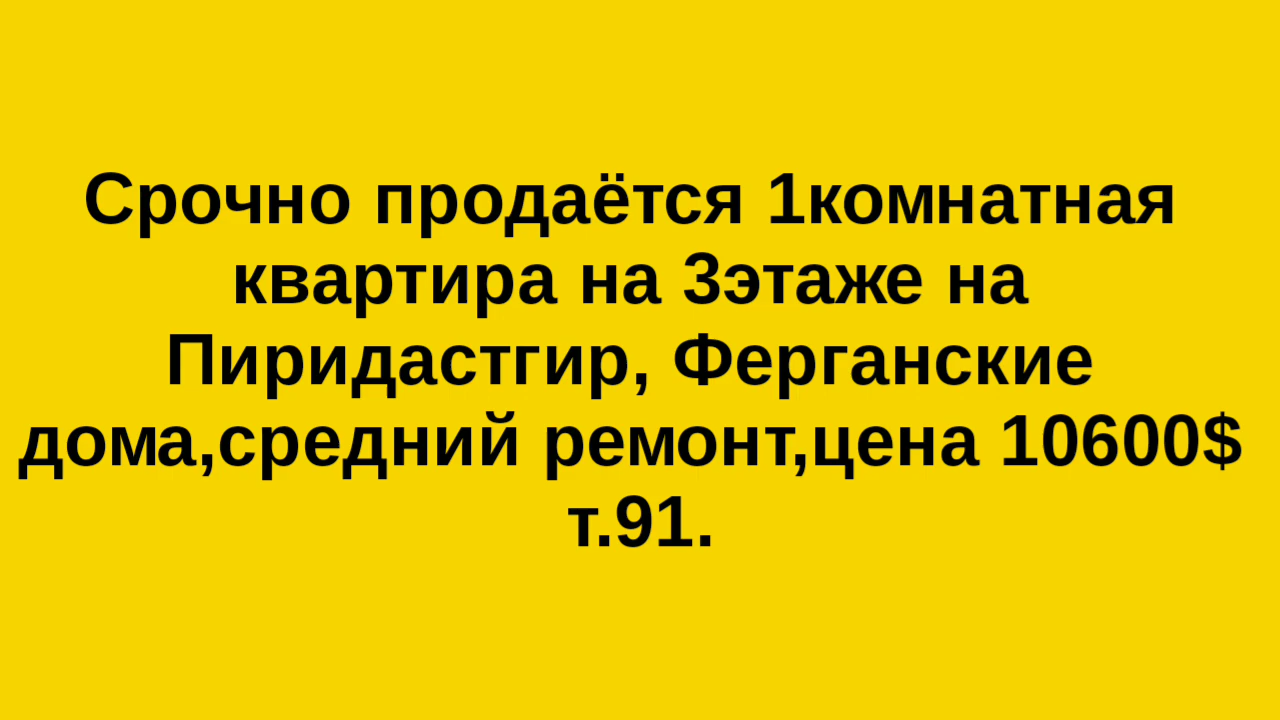 Срочно продаётся 1комнатная
квартира на 3этаже на
Пиридастгир, Ферганские
дома,средний ремонт,цена 10600$
т.91.